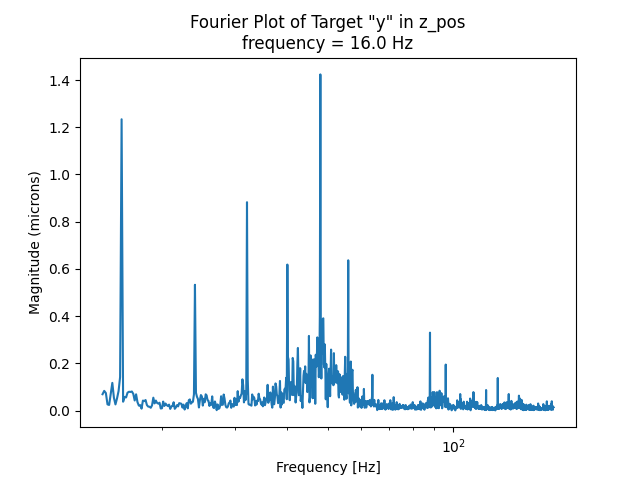 Fourier Plot of Target "y" in z_pos
frequency = 16.0 Hz
1.4
1.2
1.0
0.8
0.6
0.4
0.2
0.0
Magnitude (microns)
10²
Frequency [Hz]